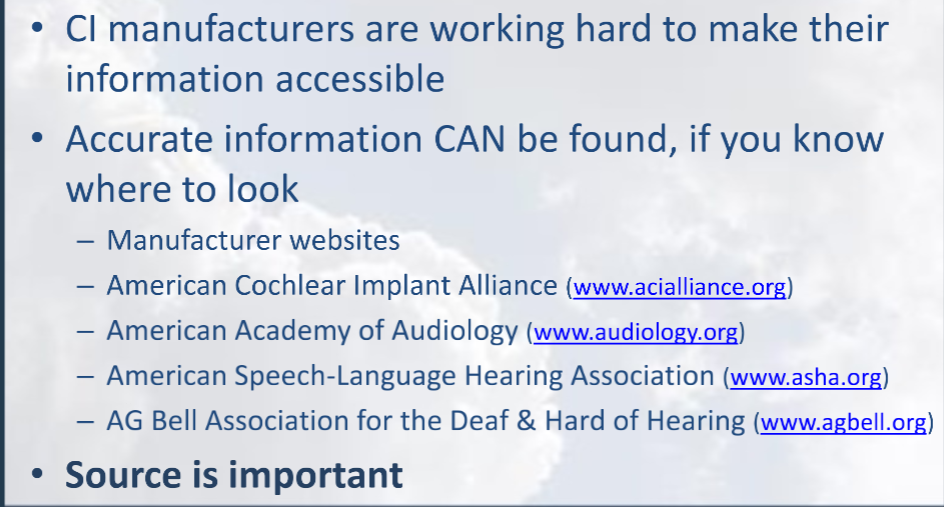 • CI manufacturers are working hard to make their
information accessible
• Accurate information CAN be found, if you know
where to look
– Manufacturer websites
– American Cochlear Implant Alliance (www.acialliance.org)
– American Academy of Audiology (www.audiology.org)
– American Speech-Language Hearing Association (www.asha.org)
– AG Bell Association for the Deaf & Hard of Hearing (www.agbell.org)
• Source is important